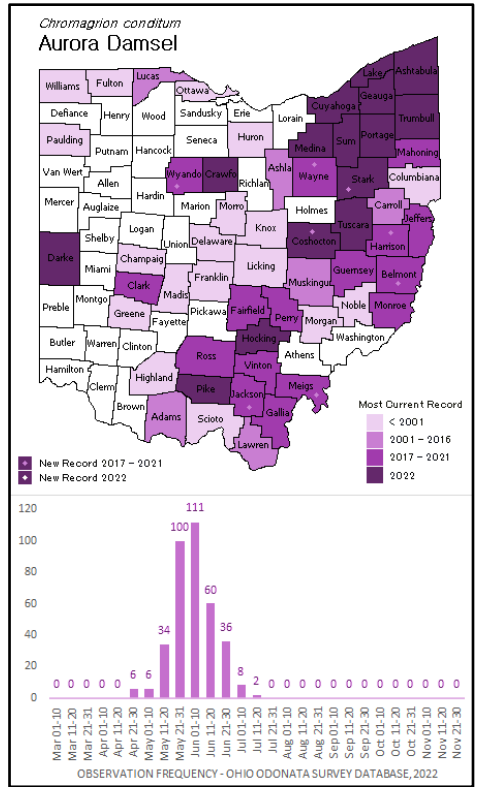 Chromagrion conditum
Aurora Damsel
Williams
Fulton
Lucas
Ottawa
Lake
Ashtabula
Geauga
Cuyahoga
Defiance
Henry
Wood
Sandusky
Erie
Lorain
Trumbull
Paulding
Putnam
Hancock
Seneca
Huron
Medina
Sum
Portage
Mahoning
Van Wert
Allen
Wyando
Crawfo
Richlan
Ashla
Wayne
Stark
Columbiana
Mercer
Auglaize
Hardin
Marion
Morro
Holmes
Carroll
Jeffers
Shelby
Logan
Union
Knox
Coshocton
Tuscara
Harrison
Darke
Miami
Champaig
Delaware
Licking
Muskingu
Guernsey
Belmont
Clark
Madis
Franklin
Preble
Montgo
Greene
Fayette
Pickawa
Fairfield
Perry
Morgan
Noble
Monroe
Butler
Warren
Clinton
Ross
Hocking
Athens
Washington
Hamilton
Clerm
Brown
Highland
Pike
Vinton
Meigs
Adams
Scioto
Jackson
Gallia
Lawren
Most Current Record
< 2001
2001 – 2016
2017 – 2021
2022
New Record 2017 – 2021
New Record 2022
120
100
80
60
40
20
0
0 0 0 0 0 6 6 34 100 111 60 36 8 2 0 0 0 0 0 0 0 0 0 0 0 0 0
Mar 01-10
Mar 11-20
Mar 21-31
Apr 01-10
Apr 11-20
Apr 21-30
May 01-10
May 11-20
May 21-31
Jun 01-10
Jun 11-20
Jun 21-30
Jul 01-10
Jul 11-20
Jul 21-31
Aug 01-10
Aug 11-20
Aug 21-31
Sep 01-10
Sep 11-20
Sep 21-30
Oct 01-10
Oct 11-20
Oct 21-31
Nov 01-10
Nov 11-20
Nov 21-30
OBSERVATION FREQUENCY - OHIO ODONATA SURVEY DATABASE, 2022